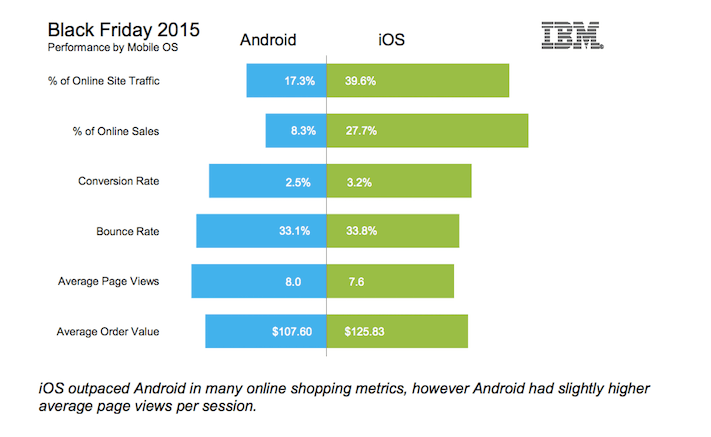 Black Friday 2015
Performance by Mobile OS
Android iOS
IBM®
% of Online Site Traffic 17.3% 39.6%
% of Online Sales 8.3% 27.7%
Conversion Rate 2.5% 3.2%
Bounce Rate 33.1% 33.8%
Average Page Views 8.0 7.6
Average Order Value $107.60 $125.83
iOS outpaced Android in many online shopping metrics, however Android had slightly higher
average page views per session.